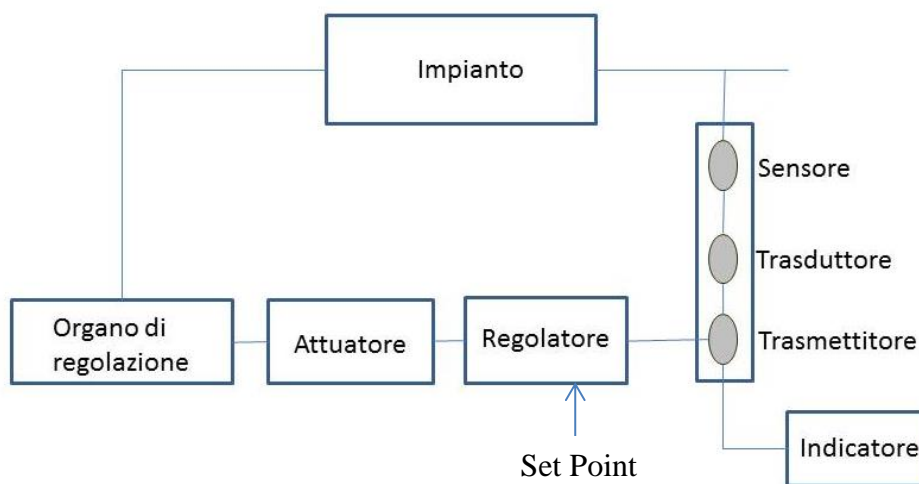 Impianto
Sensore
Trasduttore
Trasmettitore
Organo di
regolazione
Attuatore
Regolatore
Set Point
Indicatore